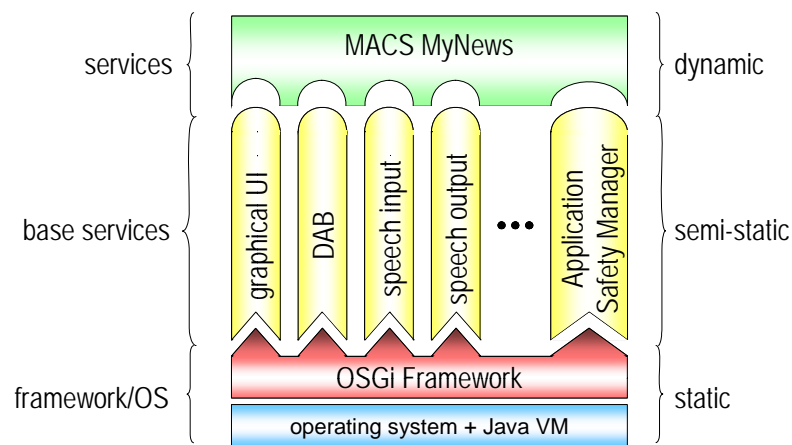 services
MACS MyNews
dynamic
base services
graphical UI
DAB
speech input
speech output
...
Application
Safety Manager
semi-static
framework/OS
OSGi Framework
operating system + Java VM
static